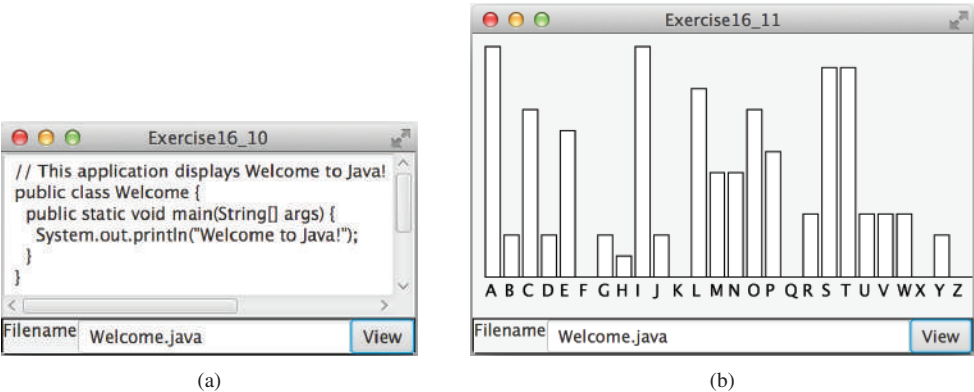 Exercise16_10
// This application displays Welcome to Java!
public class Welcome {
public static void main(String[] args) {
System.out.println("Welcome to Java!");
}
}
Filename Welcome.java View
(a)
Exercise16_11
A B C D E F G H I J K L M N O P Q R S T U V W X Y Z
Filename Welcome.java View
(b)